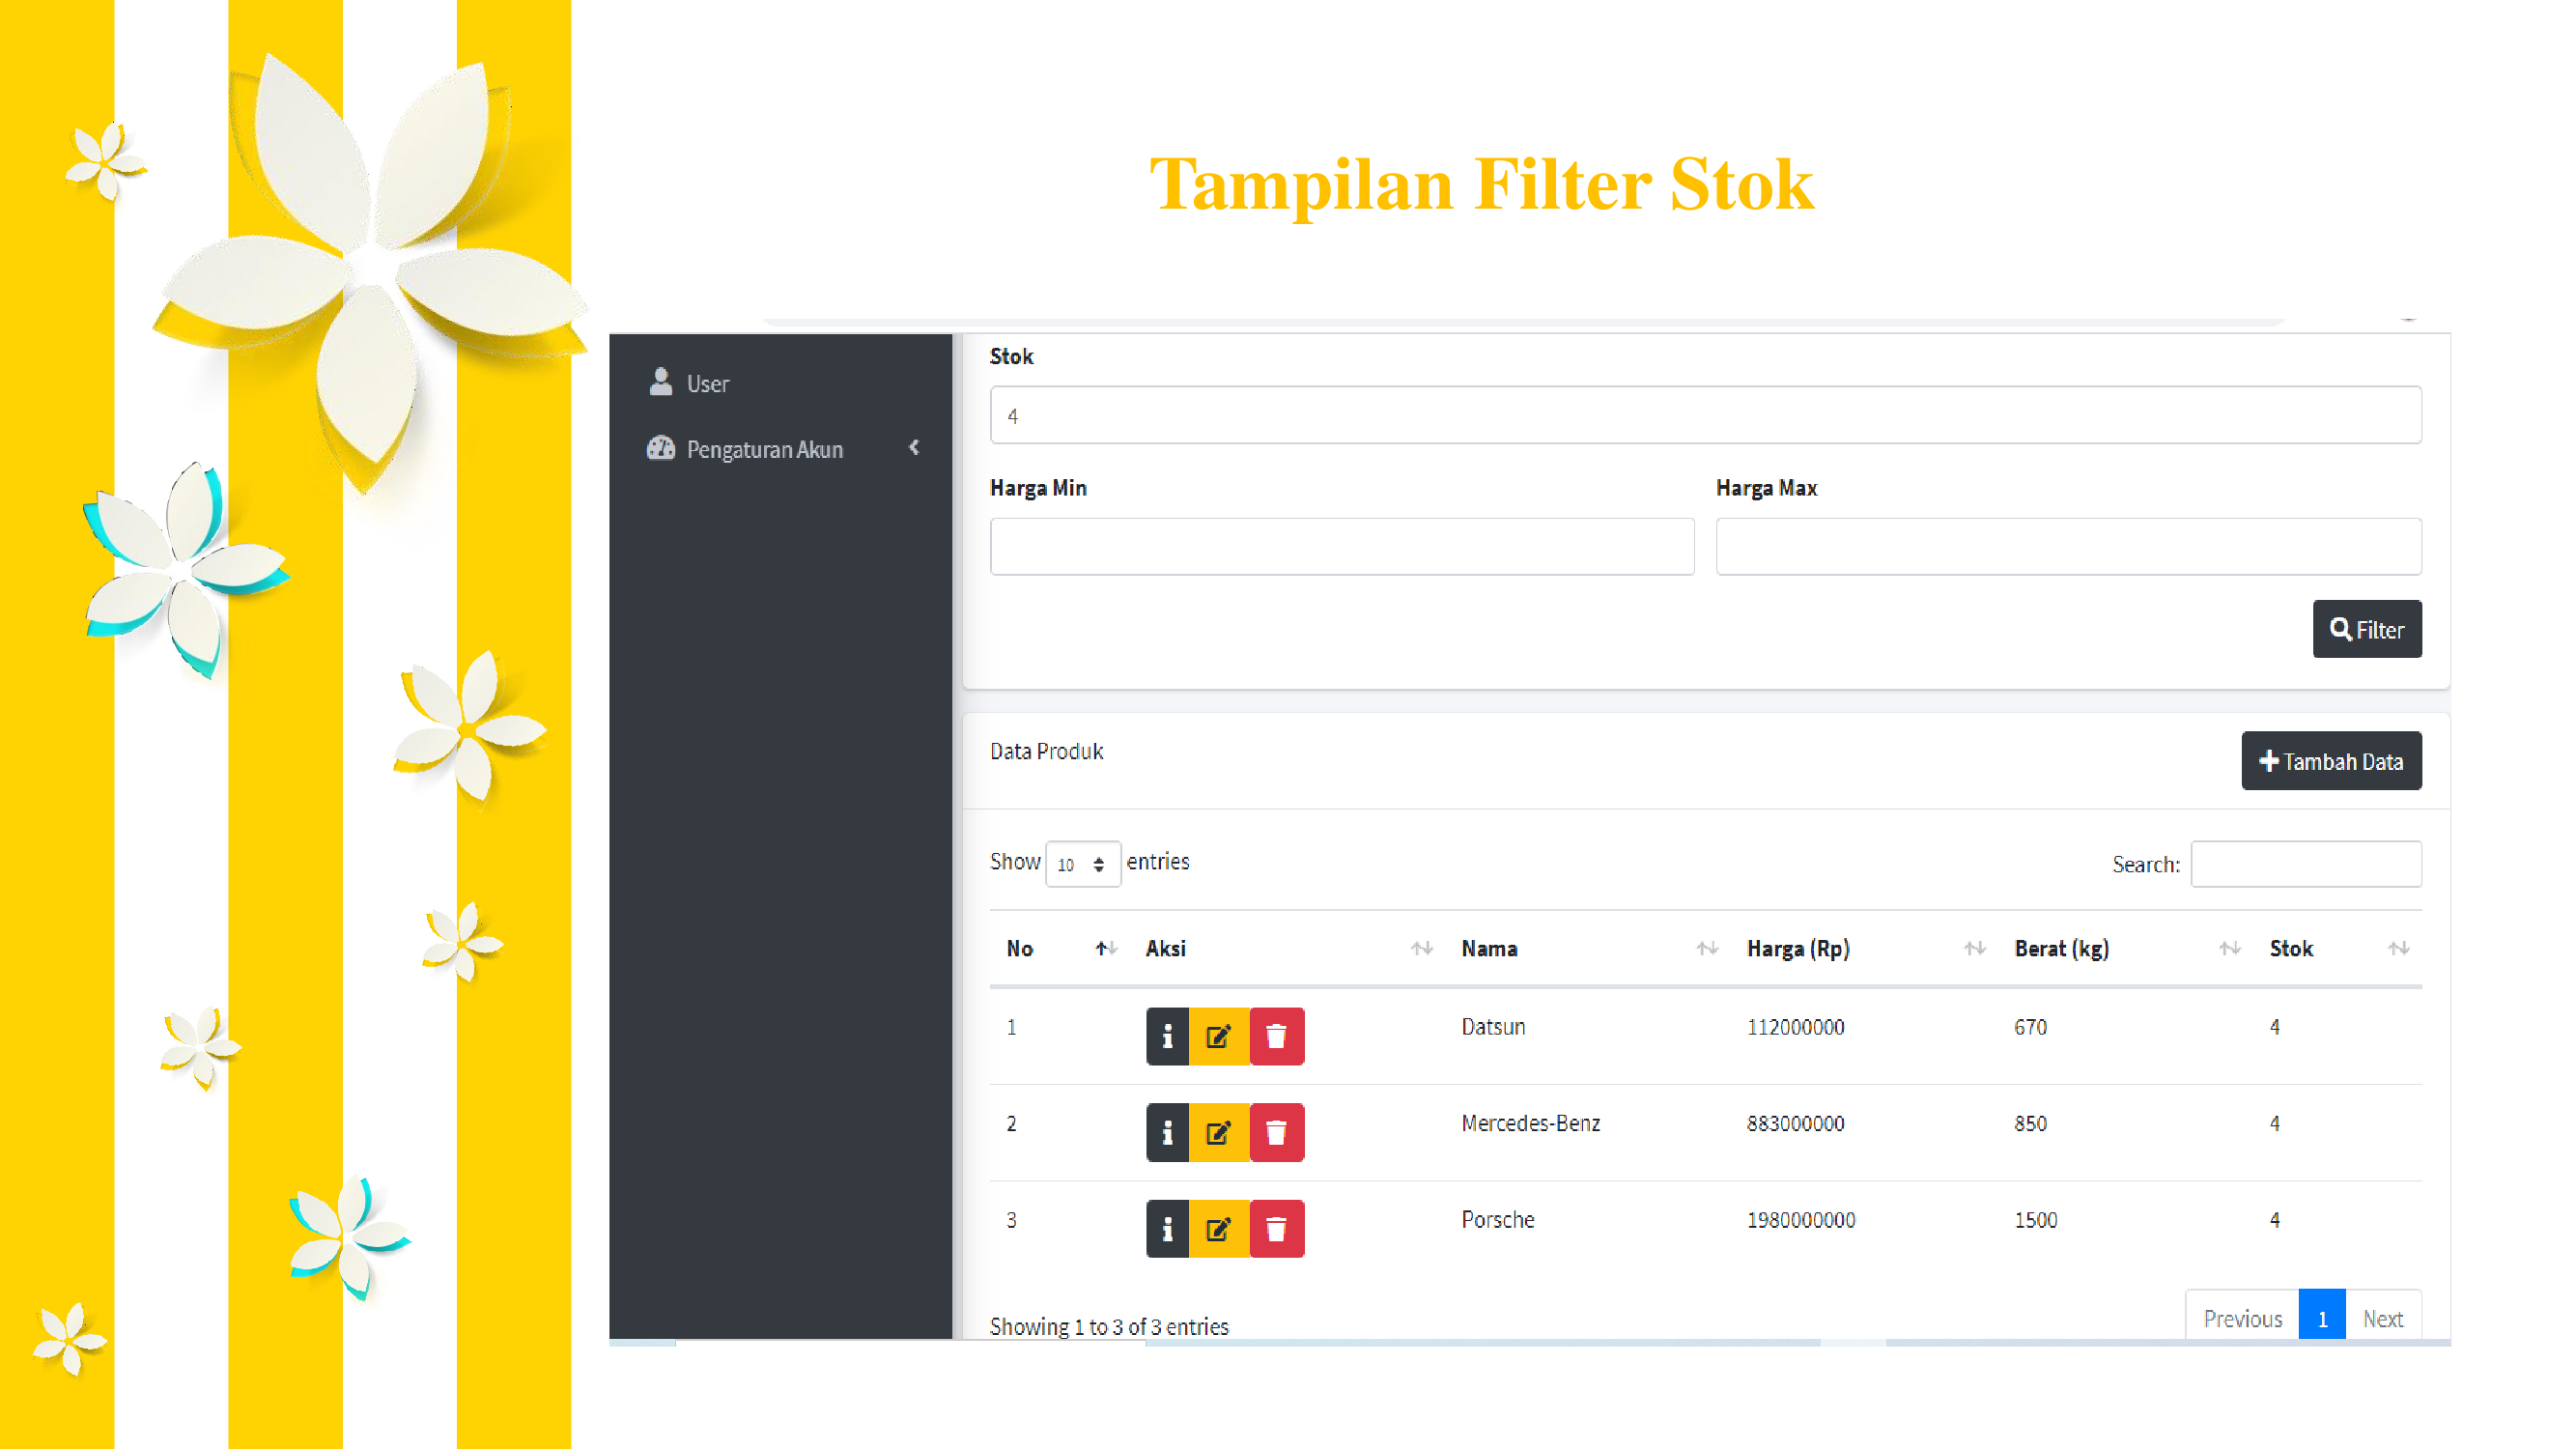 Tampilan Filter Stok
User
Pengaturan Akun
Stok
4
Harga Min Harga Max
Filter
Data Produk
Tambah Data
Show 10 entries Search:
No Aksi Nama Harga (Rp) Berat (kg) Stok
1 Datsun 112000000 670 4
2 Mercedes-Benz 883000000 850 4
3 Porsche 1980000000 1500 4
Showing 1 to 3 of 3 entries
Previous 1 Next